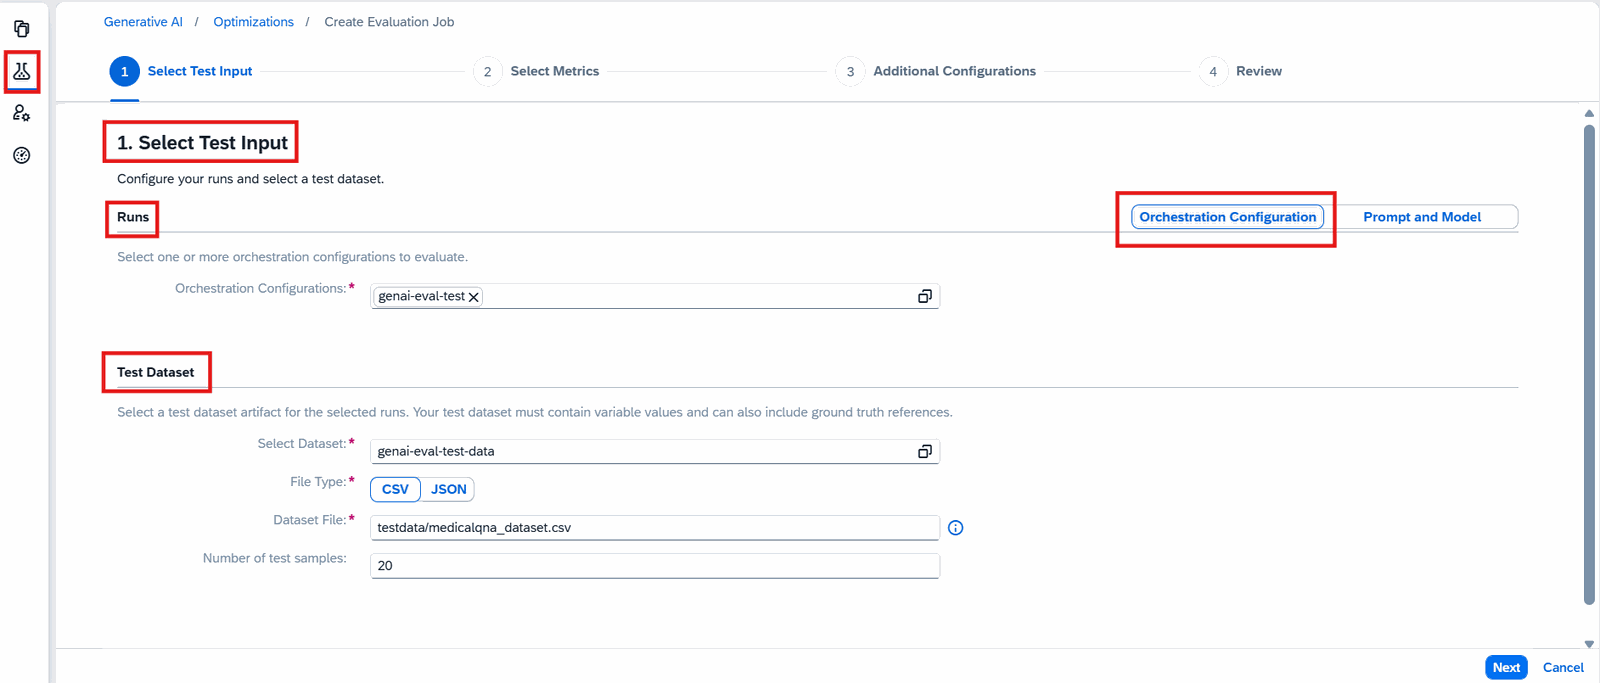 Generative AI / Optimizations / Create Evaluation Job
1 Select Test Input 2 Select Metrics 3 Additional Configurations 4 Review
1. Select Test Input
Configure your runs and select a test dataset.
Runs Orchestration Configuration Prompt and Model
Select one or more orchestration configurations to evaluate.
Orchestration Configurations:* genai-eval-test
Test Dataset
Select a test dataset artifact for the selected runs. Your test dataset must contain variable values and can also include ground truth references.
Select Dataset:* genai-eval-test-data
File Type:* CSV JSON
Dataset File:* testdata/medicalqna_dataset.csv
Number of test samples: 20
Next Cancel